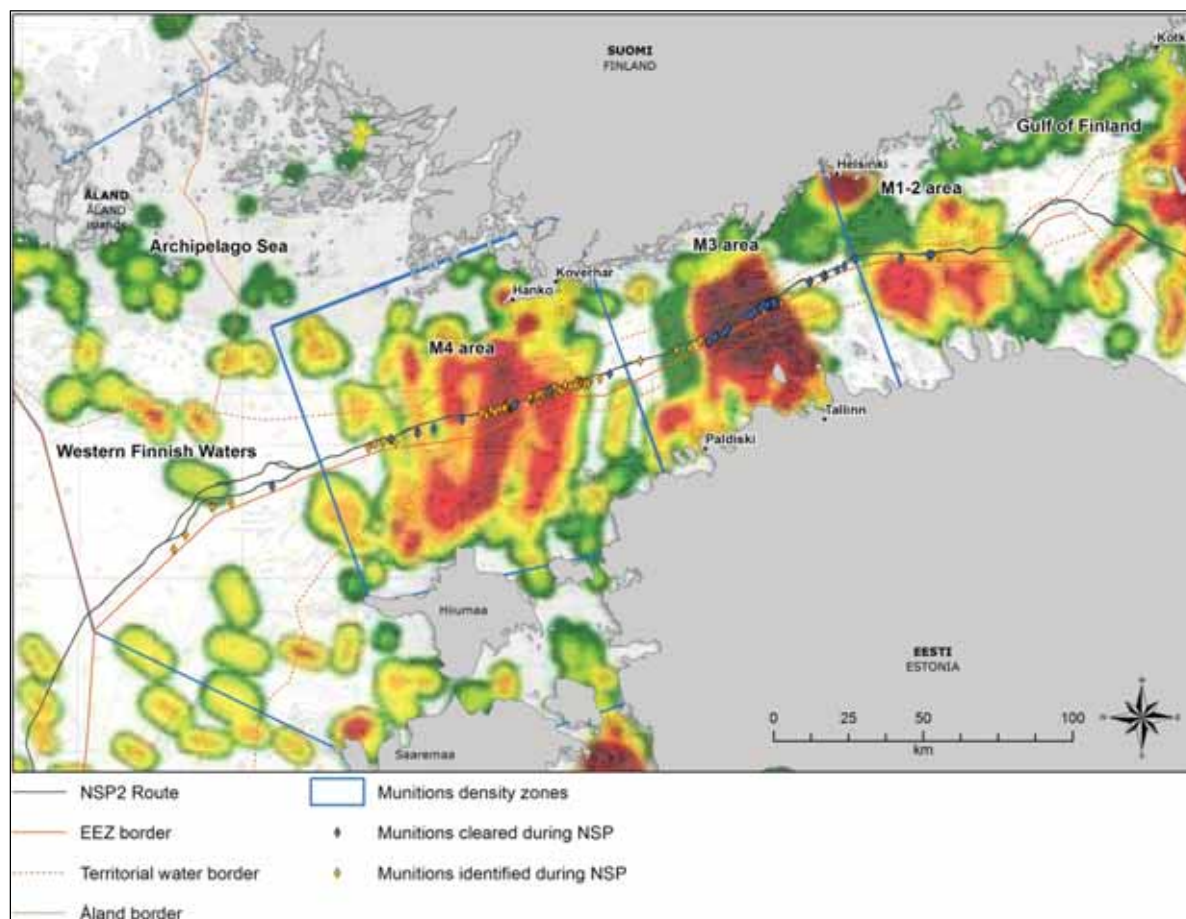 SUOMI
FINLAND
Kotk
Gulf of Finland
Helsinki
M1-2 area
ÅLAND
ÅLAND
islands
Archipelago Sea
M3 area
Koverhar
Hanko
M4 area
Tallinn
Western Finnish Waters
Paldiski
Hiiumaa
EESTI
ESTONIA
Saaremaa
0 25 50 100
km
NSP2 Route
Munitions density zones
EEZ border
Munitions cleared during NSP
Territorial water border
Munitions identified during NSP
Åland border